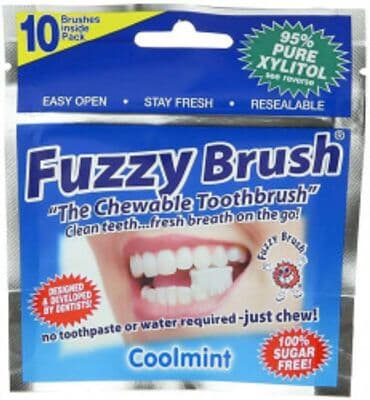 10 Brushes
inside
Pack
95%
PURE
XYLITOL
see reverse
EASY OPEN • STAY FRESH • RESEALABLE
Fuzzy Brush®
"The Chewable Toothbrush"
Clean teeth...fresh breath on the go!
Fuzzy Brush
DESIGNED
& DEVELOPED
BY DENTISTS!
no toothpaste or water required-just chew!
Coolmint
100%
SUGAR
FREE!